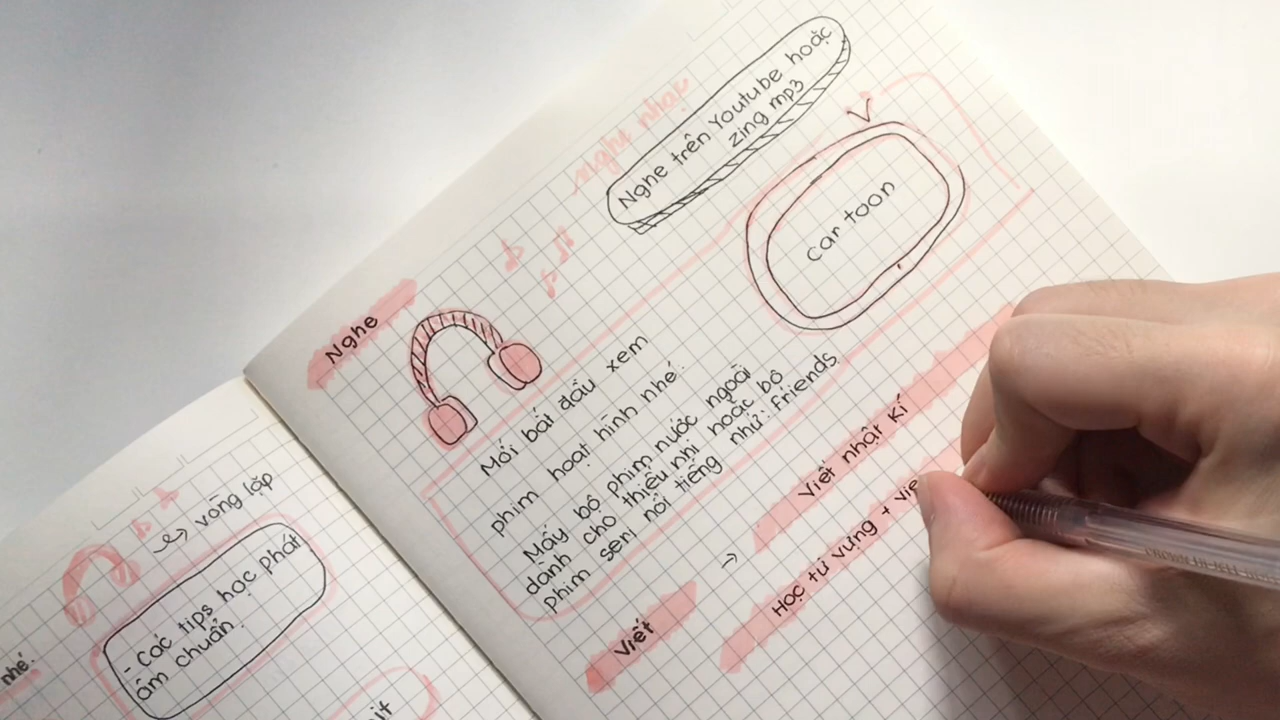 nghe nhạc
Nghe trên Youtube hoặc
zing mp3
cartoon
Nghe
Mới bắt đầu xem
phim hoạt hình nhé!
Mấy bộ phim nước ngoài
dành cho thiếu nhi hoặc bộ
phim seri nổi tiếng như: Friends
Viết
Viết nhật kí
Học từ vựng +
vòng lặp
- Các tips học phát
âm chuẩn
nhé!